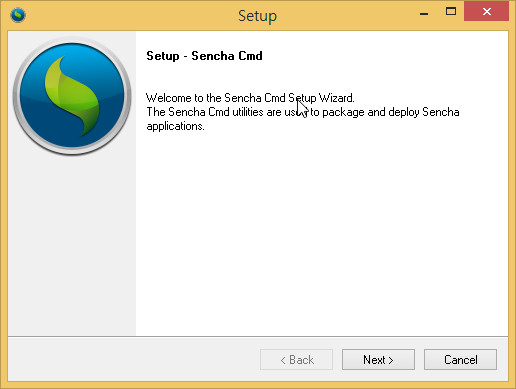 Setup
Setup - Sencha Cmd
Welcome to the Sencha Cmd Setup Wizard.
The Sencha Cmd utilities are used to package and deploy Sencha
applications.
< Back
Next >
Cancel